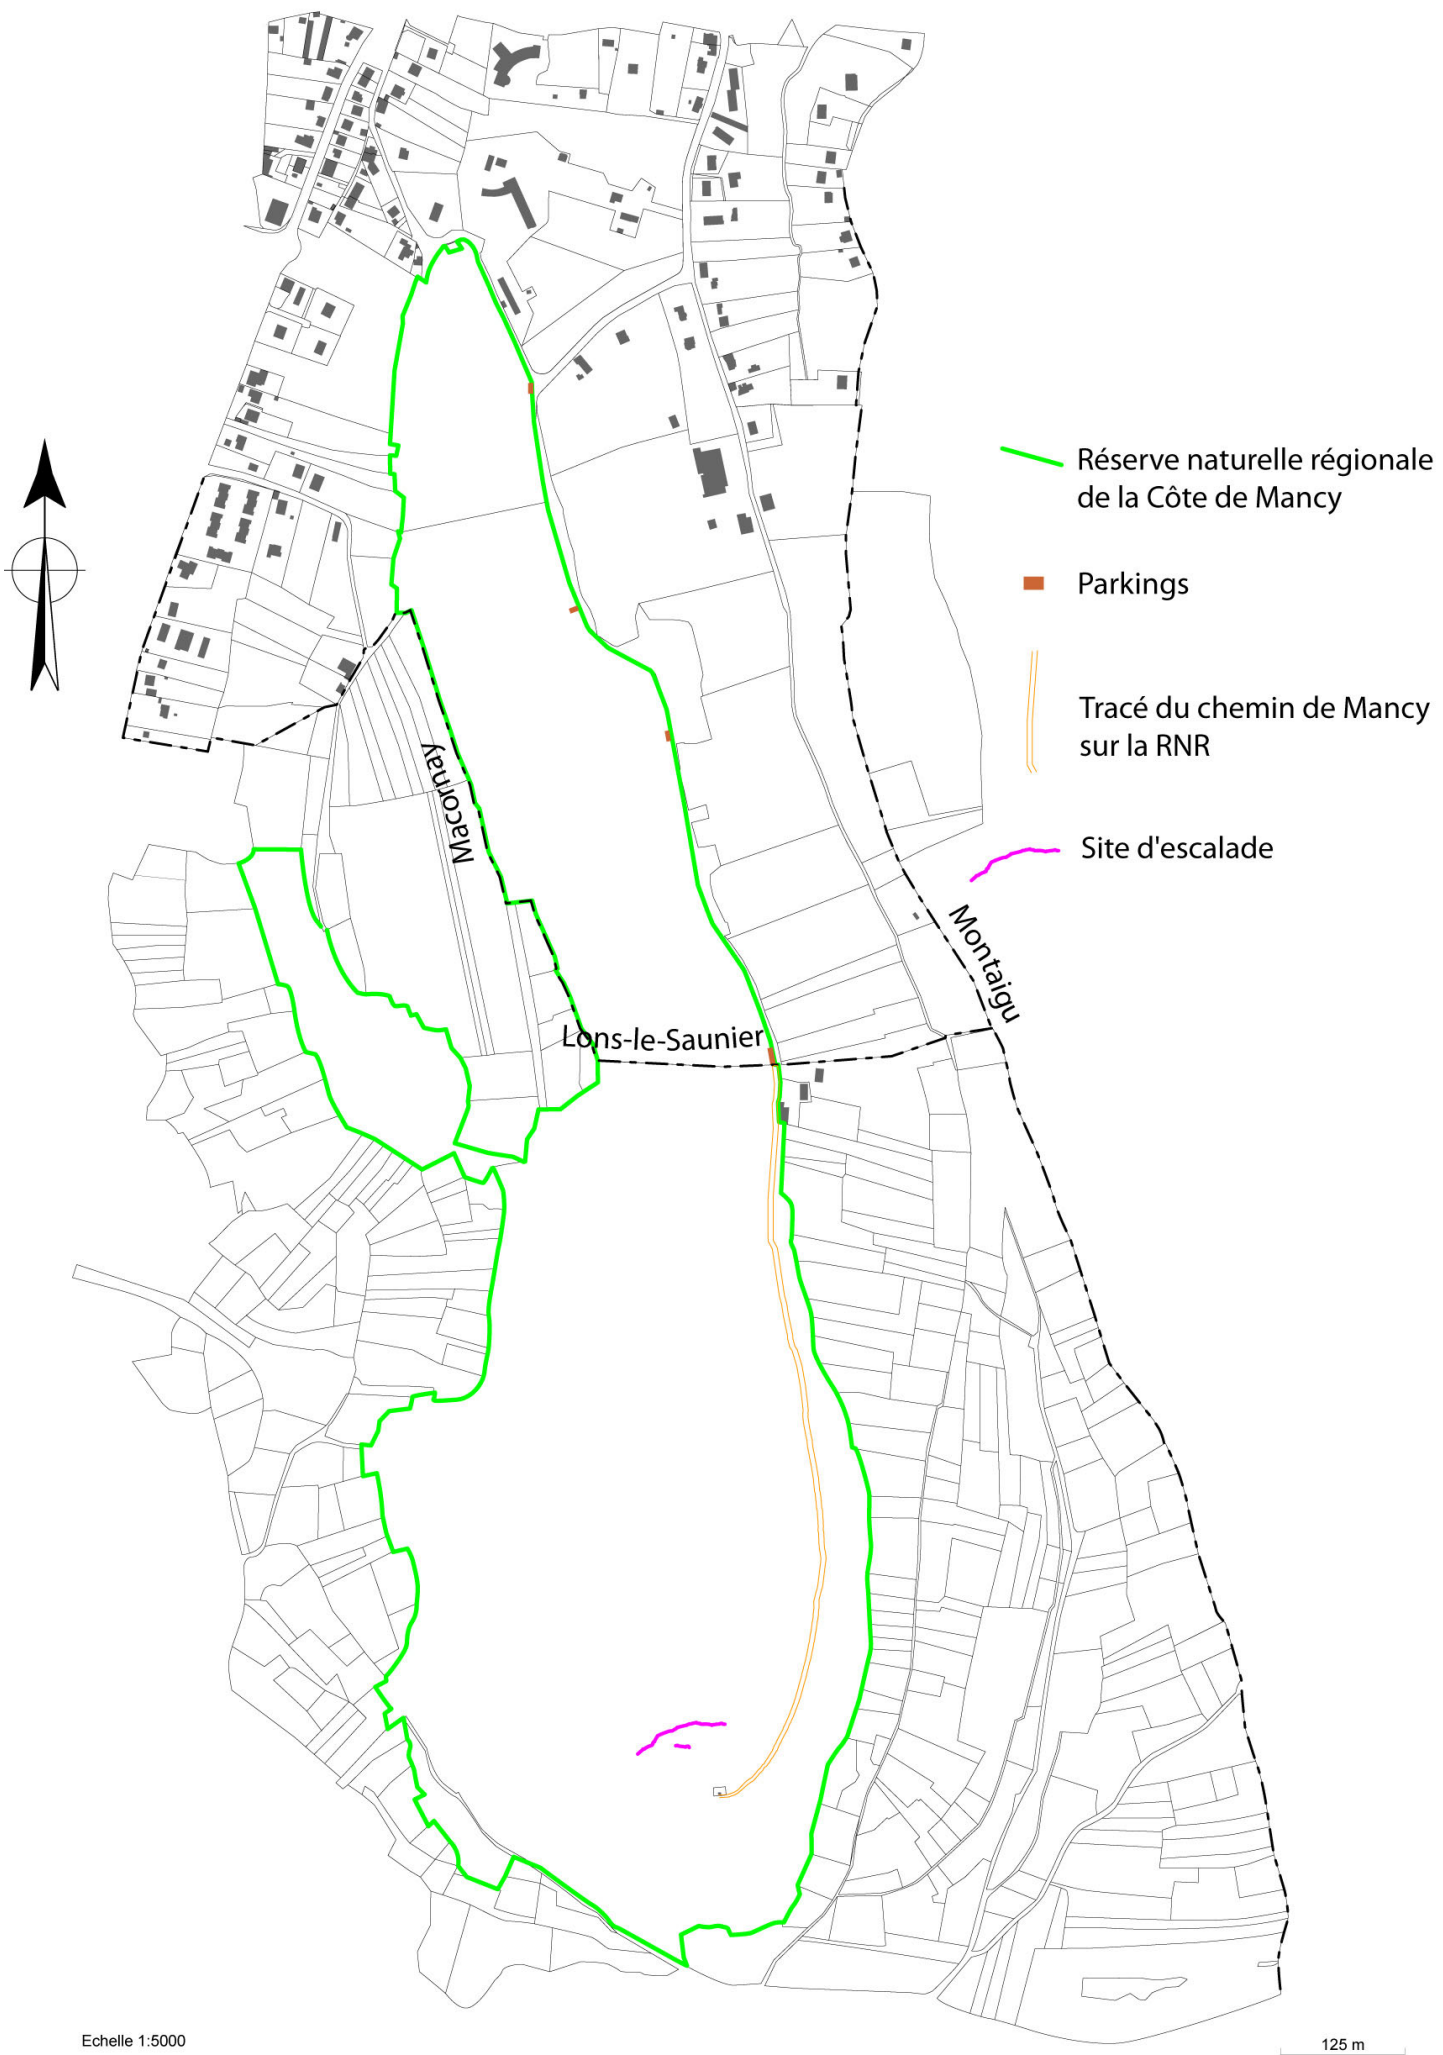 Réserve naturelle régionale
de la Côte de Mancy
Parkings
Tracé du chemin de Mancy
sur la RNR
Site d'escalade
Macornay
Montaigu
Lons-le-Saunier
Echelle 1:5000
125 m